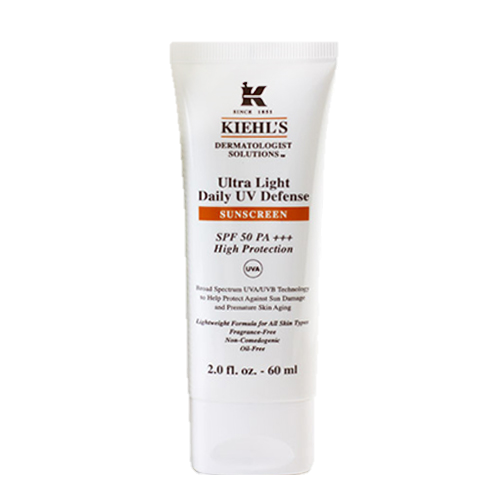 K
SINCE 1851
KIEHL'S
DERMATOLOGIST
SOLUTIONS™
Ultra Light
Daily UV Defense
SUNSCREEN
SPF 50 PA +++
High Protection
UVA
Broad Spectrum UVA/UVB Technology
to Help Protect Against Sun Damage
and Premature Skin Aging
Lightweight Formula for All Skin Types
Fragrance-Free
Non-Comedogenic
Oil-Free
2.0 fl. oz. - 60 ml